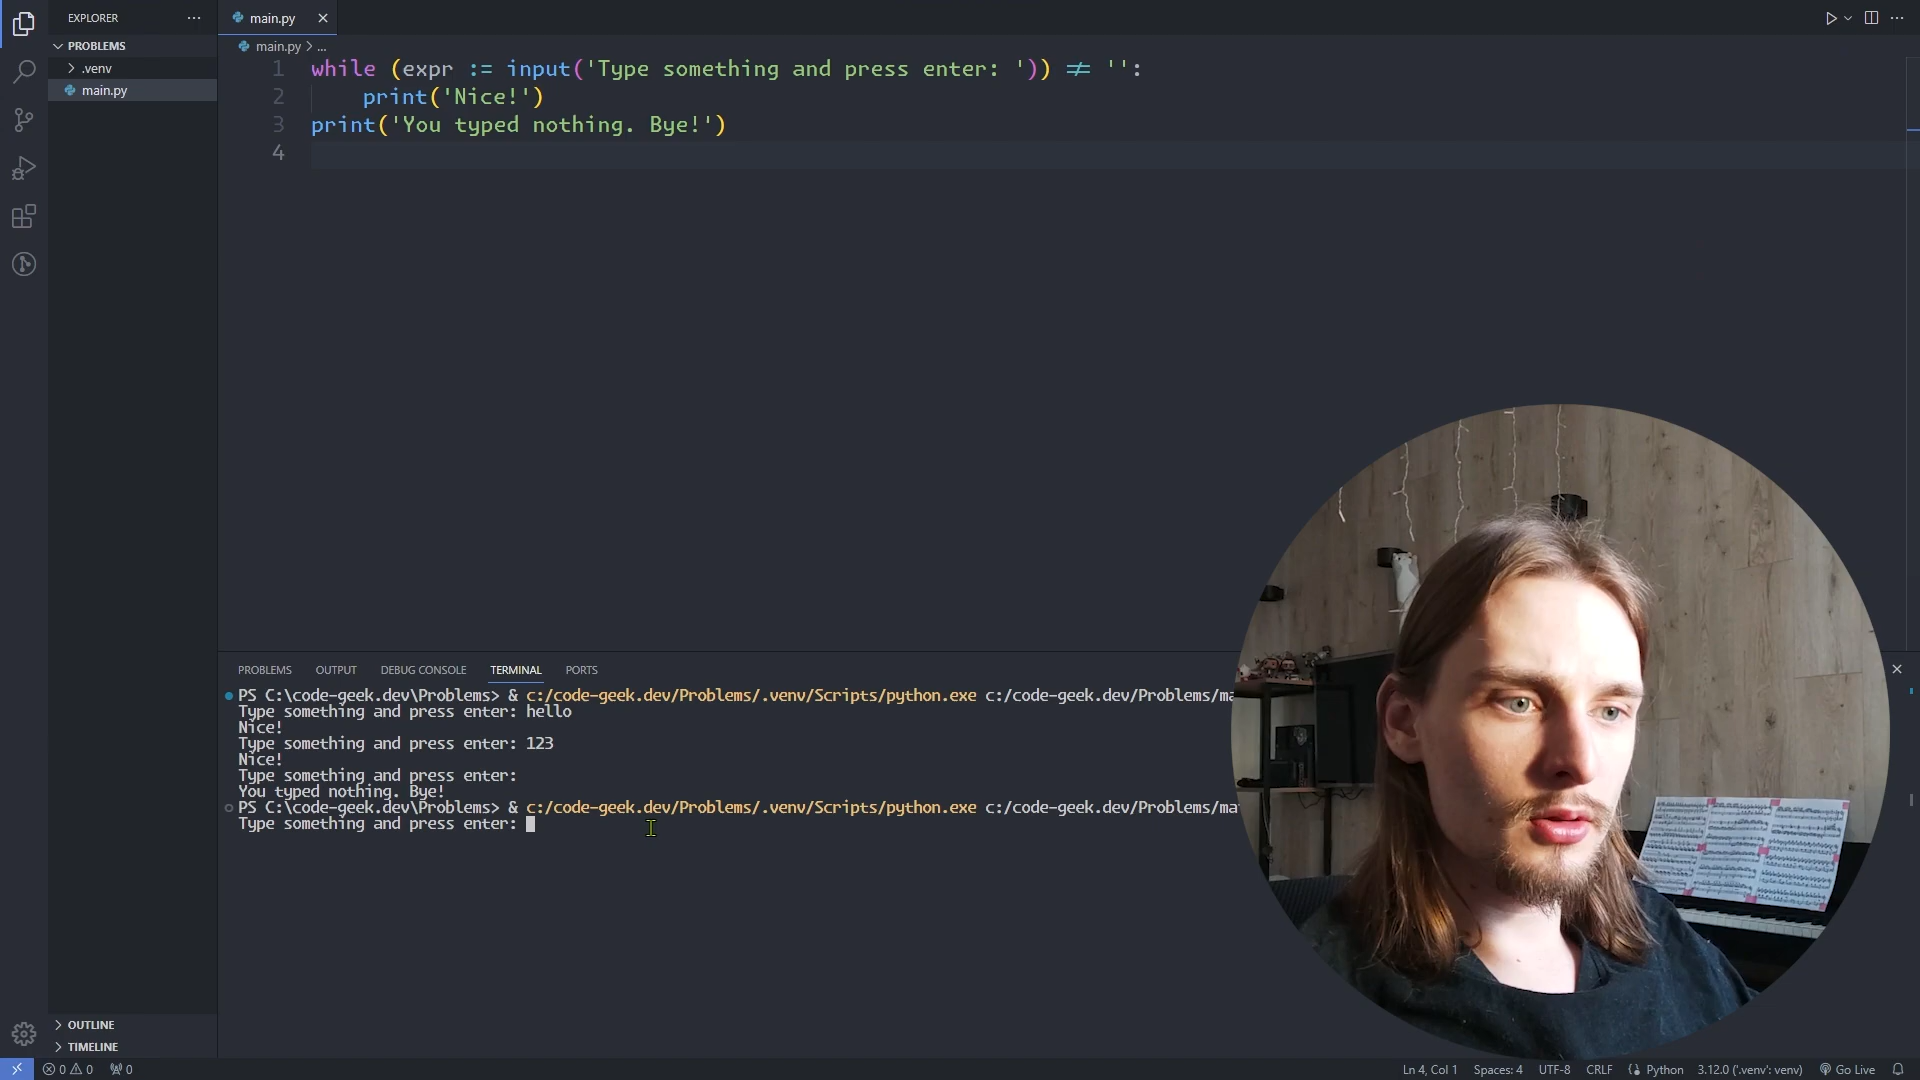 EXPLORER
PROBLEMS
.venv
main.py
OUTLINE
TIMELINE
main.py
main.py > ...
1 while (expr := input('Type something and press enter: ')) ≠ '':
2 print('Nice!')
3 print('You typed nothing. Bye!')
4
PROBLEMS OUTPUT DEBUG CONSOLE TERMINAL PORTS
PS C:\code-geek.dev\Problems> & c:/code-geek.dev/Problems/.venv/Scripts/python.exe c:/code-geek.dev/Problems/ma
Type something and press enter: hello
Nice!
Type something and press enter: 123
Nice!
Type something and press enter:
You typed nothing. Bye!
PS C:\code-geek.dev\Problems> & c:/code-geek.dev/Problems/.venv/Scripts/python.exe c:/code-geek.dev/Problems/ma
Type something and press enter:
0 0 0 Ln 4, Col 1 Spaces: 4 UTF-8 CRLF Python 3.12.0 ('.venv': venv) Go Live